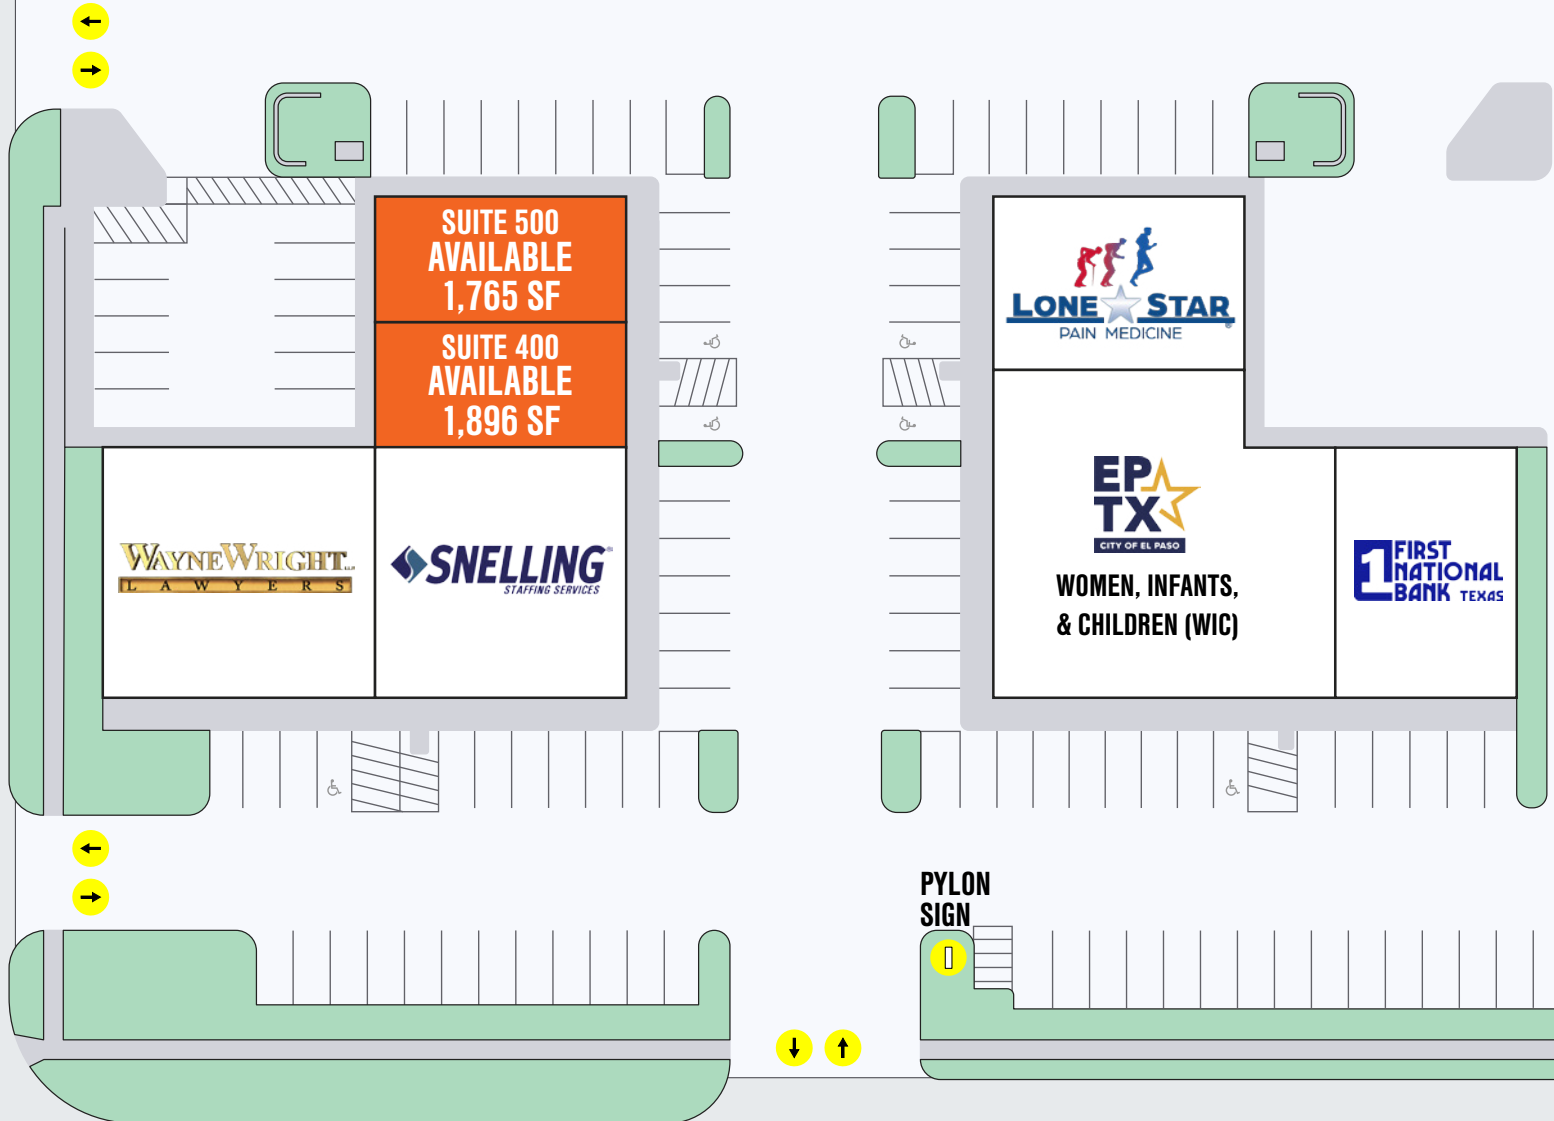 SUITE 500
AVAILABLE
1,765 SF
SUITE 400
AVAILABLE
1,896 SF
WAYNEWRIGHT LLP
LAWYERS
SNELLING
STAFFING SERVICES
LONE STAR
PAIN MEDICINE
EP
TX
CITY OF EL PASO
WOMEN, INFANTS,
& CHILDREN (WIC)
1 FIRST
NATIONAL
BANK TEXAS
PYLON
SIGN